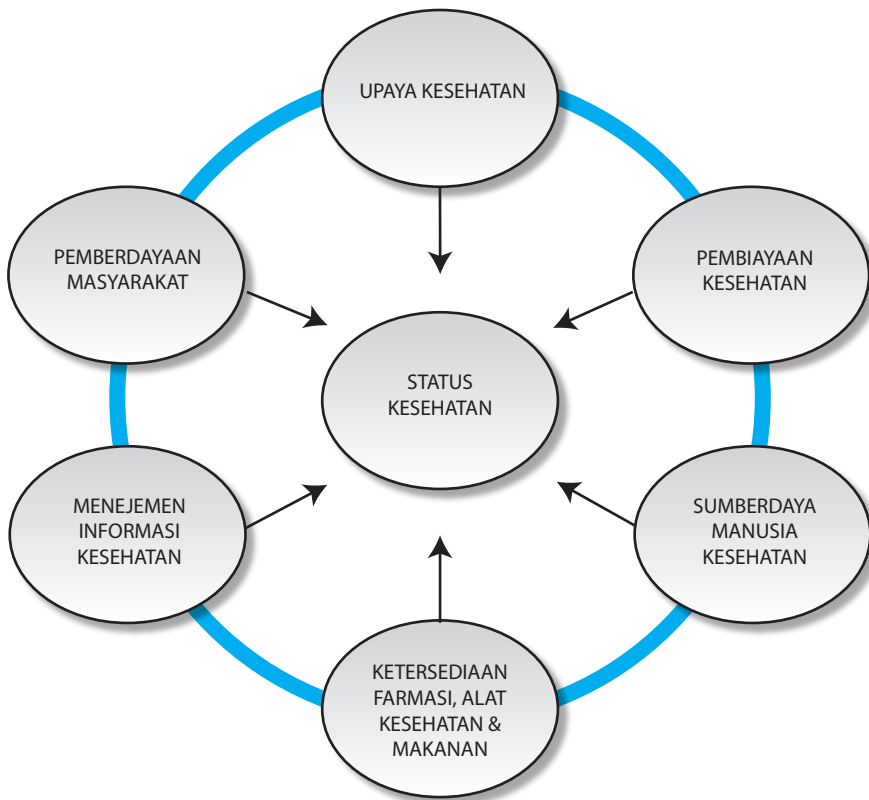 UPAYA KESEHATAN
PEMBERDAYAAN
MASYARAKAT
PEMBIAYAAN
KESEHATAN
STATUS
KESEHATAN
MENEJEMEN
INFORMASI
KESEHATAN
SUMBERDAYA
MANUSIA
KESEHATAN
KETERSEDIAAN
FARMASI, ALAT
KESEHATAN &
MAKANAN